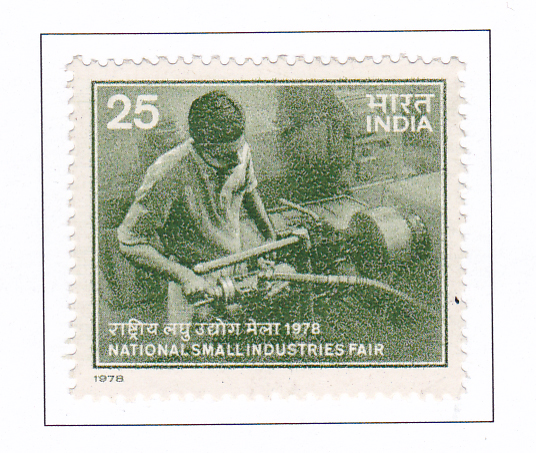 25
भारत
INDIA
राष्ट्रीय लघु उद्योग मेला 1978
NATIONAL SMALL INDUSTRIES FAIR
1978